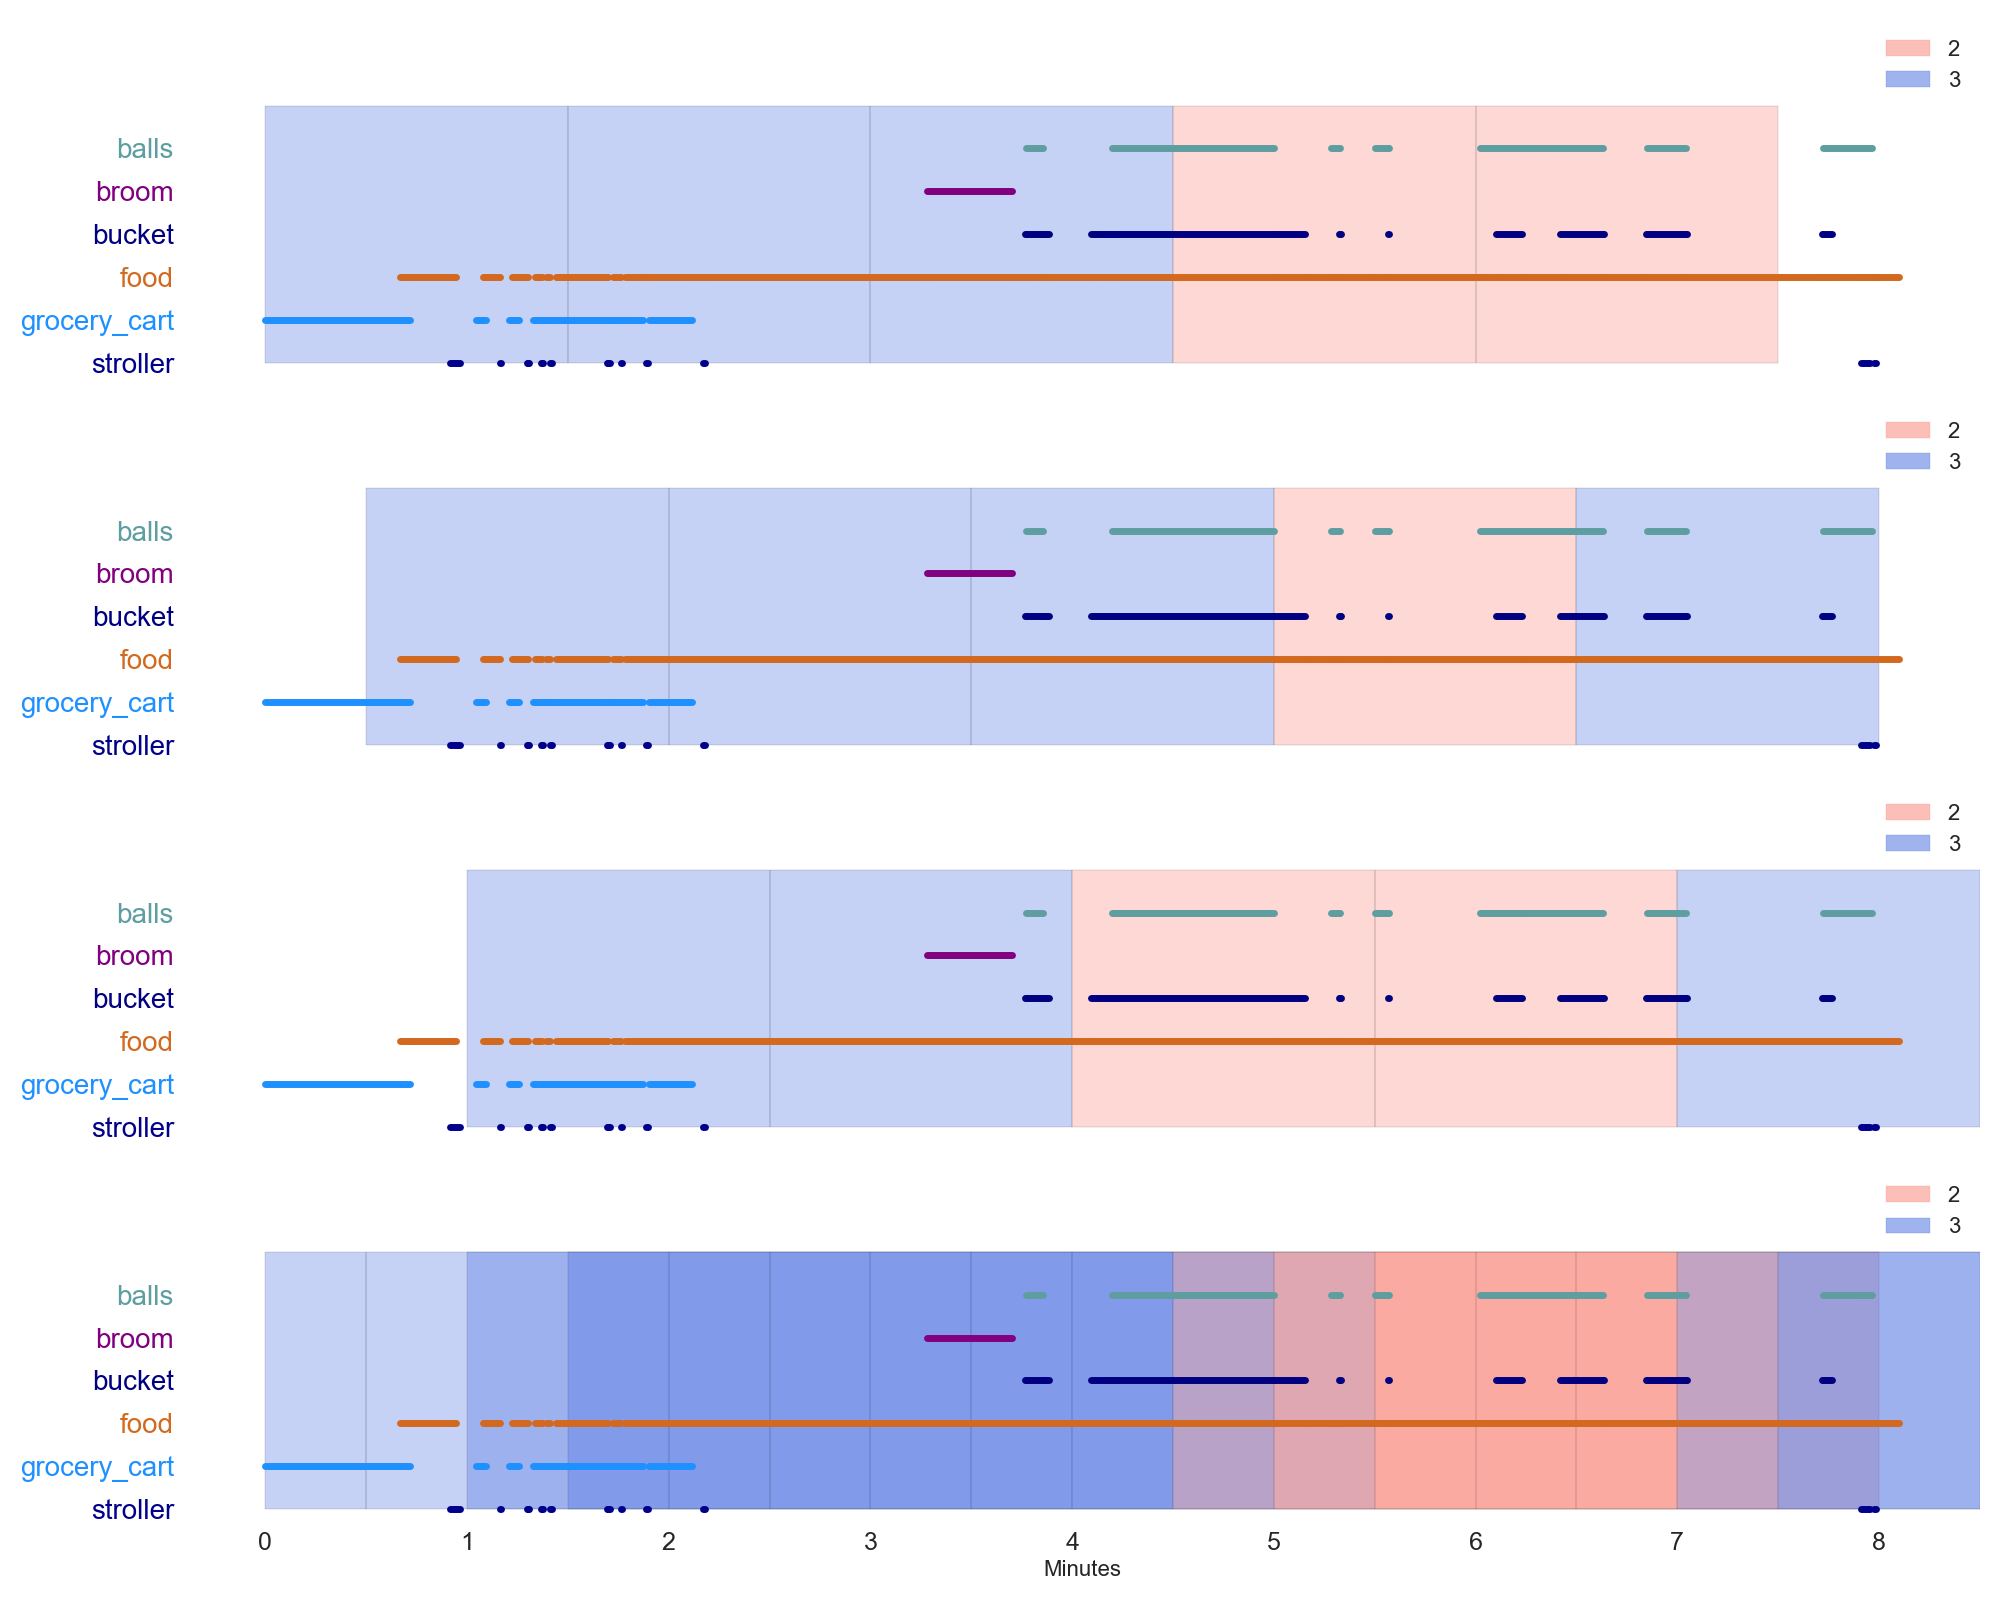 2
3
balls
broom
bucket
food
grocery_cart
stroller
2
3
balls
broom
bucket
food
grocery_cart
stroller
2
3
balls
broom
bucket
food
grocery_cart
stroller
2
3
balls
broom
bucket
food
grocery_cart
stroller
0 1 2 3 4 5 6 7 8
Minutes